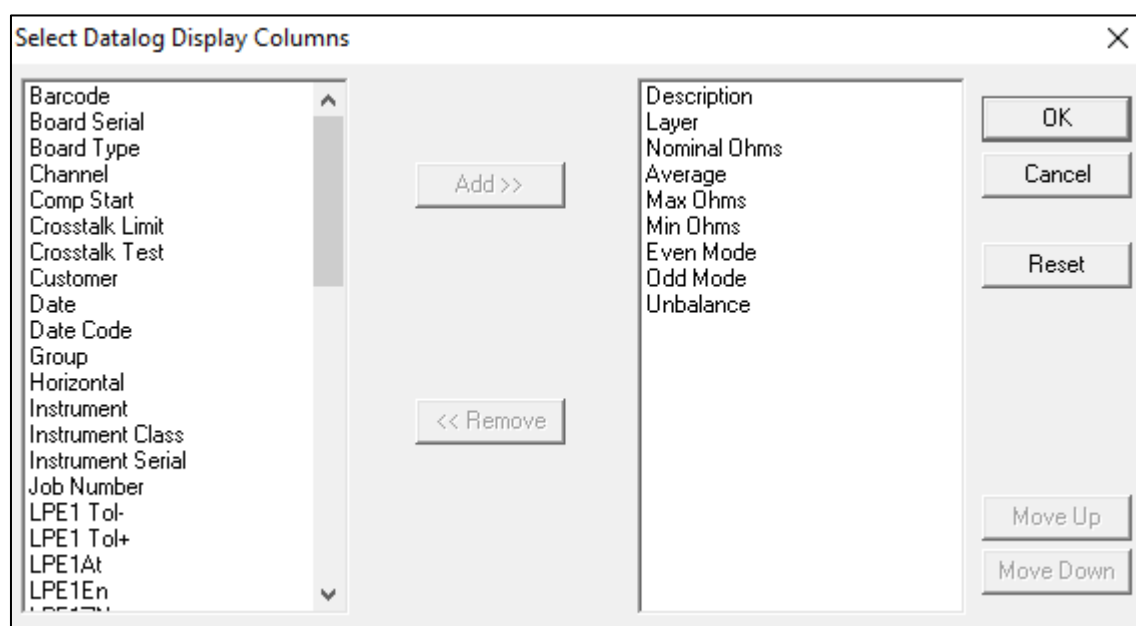 Select Datalog Display Columns
Barcode
Board Serial
Board Type
Channel
Comp Start
Crosstalk Limit
Crosstalk Test
Customer
Date
Date Code
Group
Horizontal
Instrument
Instrument Class
Instrument Serial
Job Number
LPE1 Tol-
LPE1 Tol+
LPE1At
LPE1En
Add >>
<< Remove
Description
Layer
Nominal Ohms
Average
Max Ohms
Min Ohms
Even Mode
Odd Mode
Unbalance
OK
Cancel
Reset
Move Up
Move Down